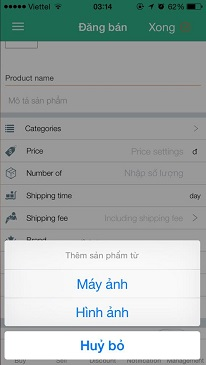 Viettel 03:14 62%
Đăng bán Xong
Product name
Mô tả sản phẩm
Categories
Price Price settings đ
Number of Nhập số lượng
Shipping time day
Shipping fee Including shipping fee
Brand
Thêm sản phẩm từ
Máy ảnh
Hình ảnh
Huỷ bỏ
Buy Sell Discount Notification Management